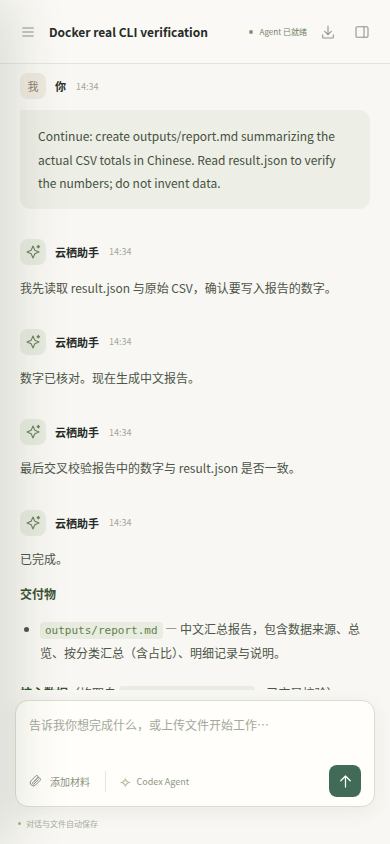 Docker real CLI verification
Agent 已就绪
我 你 14:34
Continue: create outputs/report.md summarizing the
actual CSV totals in Chinese. Read result.json to verify
the numbers; do not invent data.
云栖助手 14:34
我先读取 result.json 与原始 CSV，确认要写入报告的数字。
云栖助手 14:34
数字已核对。现在生成中文报告。
云栖助手 14:34
最后交叉校验报告中的数字与 result.json 是否一致。
云栖助手 14:34
已完成。
交付物
outputs/report.md — 中文汇总报告，包含数据来源、总
览、按分类汇总（含占比）、明细记录与说明。
告诉我你想完成什么，或上传文件开始工作…
添加材料
Codex Agent
对话与文件自动保存